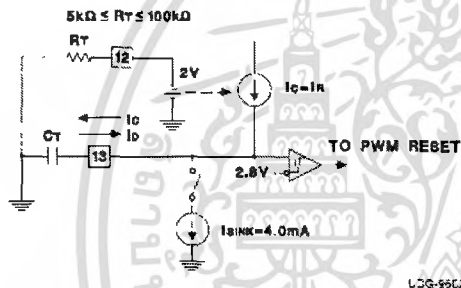 5kΩ ≤ RT ≤ 100kΩ
RT
12
2V
IC=IR
IC
ID
CT
13
TO PWM RESET
2.8V
ISINK=4.0mA